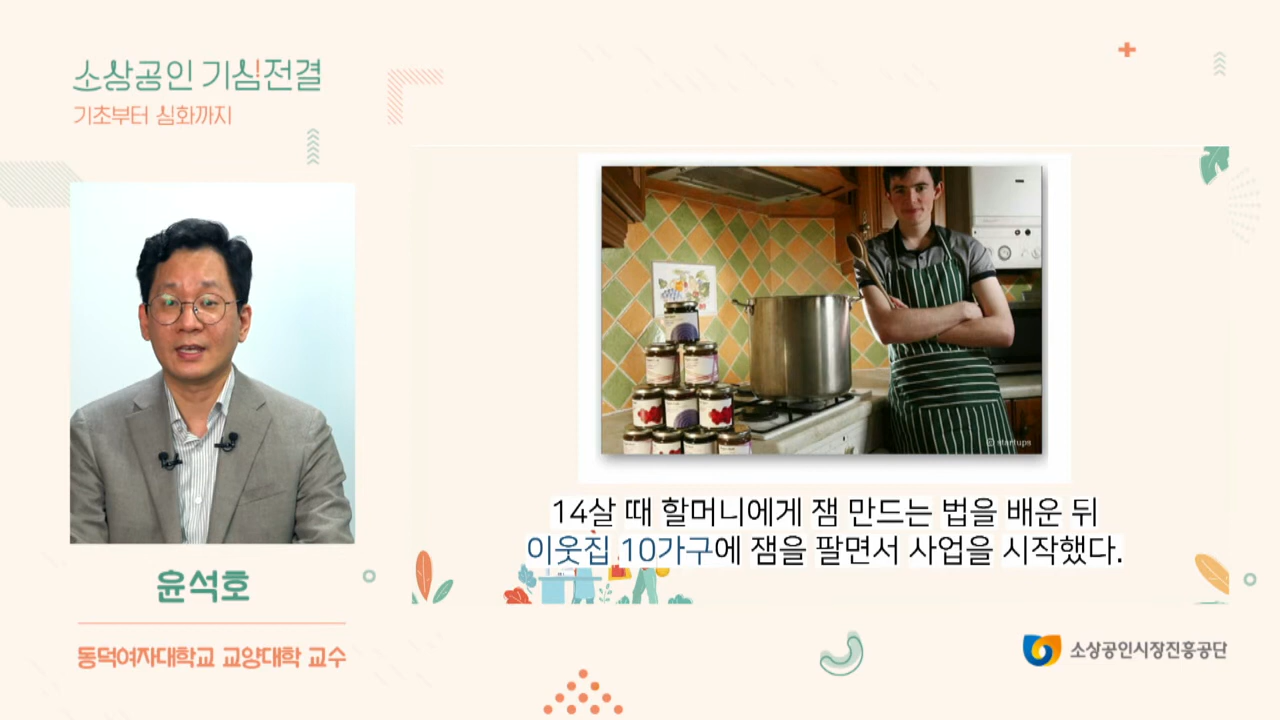 소상공인 기심전결
기초부터 심화까지
ⓒ startups
14살 때 할머니에게 잼 만드는 법을 배운 뒤
이웃집 10가구에 잼을 팔면서 사업을 시작했다.
윤석호
동덕여자대학교 교양대학 교수
소상공인시장진흥공단